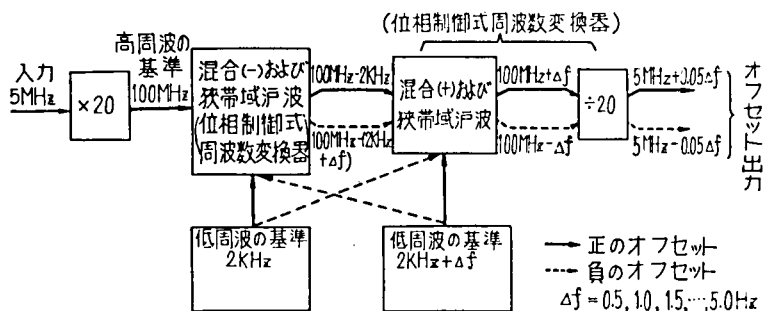 (位相制御式周波数変換器)
高周波の
基準
入力
5MHz
×20
100MHz
混合(-)および
狭帯域沪波
(位相制御式
周波数変換器)
100MHz-2KHz
100MHz-(2KHz
+Δf)
混合(+)および
狭帯域沪波
100MHz+Δf
100MHz-Δf
÷20
5MHz+0.05Δf
5MHz-0.05Δf
オフセット出力
低周波の基準
2KHz
低周波の基準
2KHz+Δf
正のオフセット
負のオフセット
Δf=0.5,1.0,1.5,…,5.0Hz